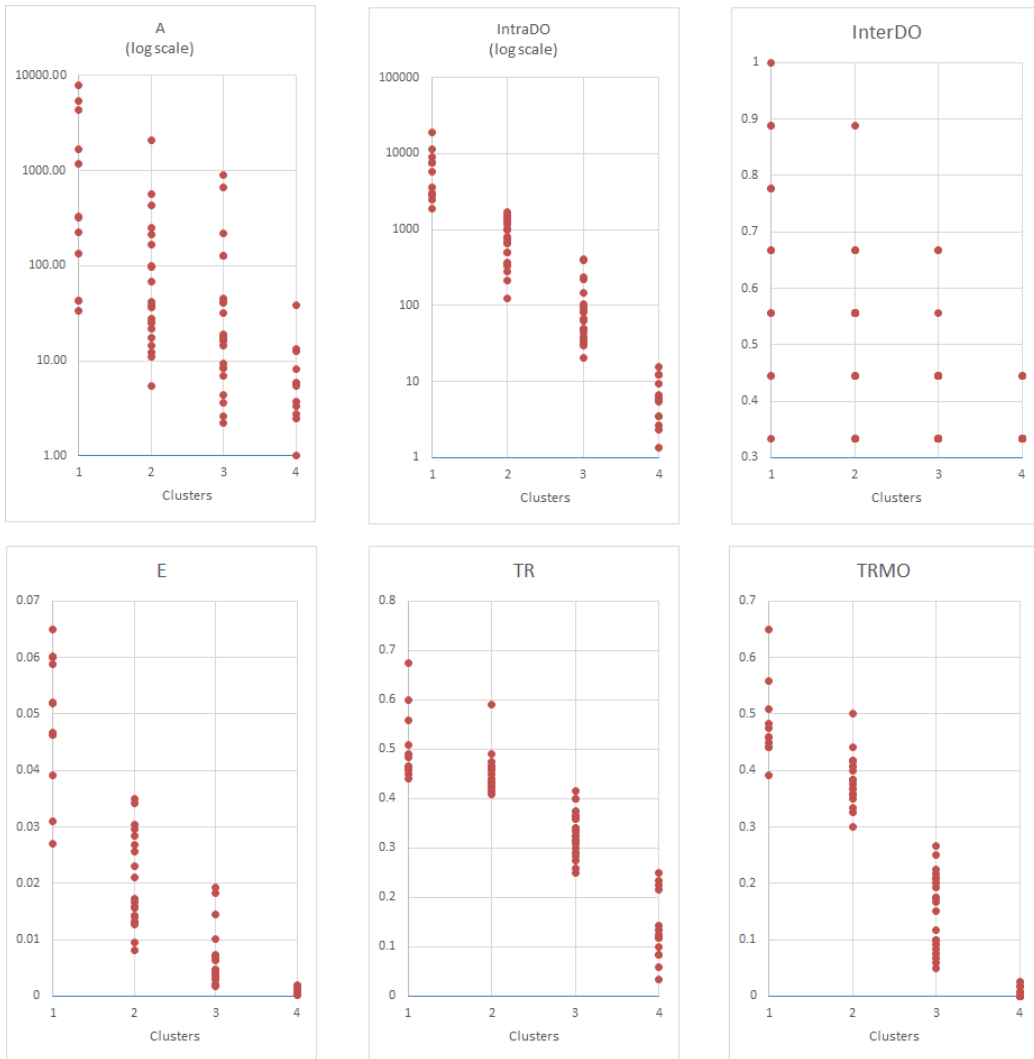 A
(log scale)
10000.00
1000.00
100.00
10.00
1.00
1 2 3 4
Clusters
IntraDO
(log scale)
100000
10000
1000
100
10
1
1 2 3 4
Clusters
InterDO
1
0.9
0.8
0.7
0.6
0.5
0.4
0.3
1 2 3 4
Clusters
E
0.07
0.06
0.05
0.04
0.03
0.02
0.01
0
1 2 3 4
Clusters
TR
0.8
0.7
0.6
0.5
0.4
0.3
0.2
0.1
0
1 2 3 4
Clusters
TRMO
0.7
0.6
0.5
0.4
0.3
0.2
0.1
0
1 2 3 4
Clusters